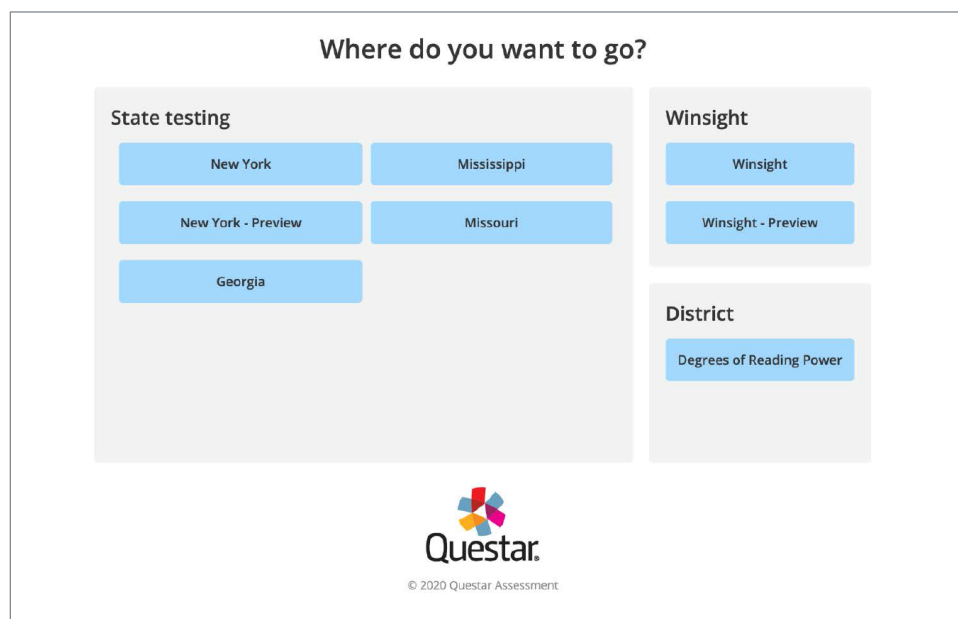 Where do you want to go?
State testing
New York
Mississippi
New York - Preview
Missouri
Georgia
Winsight
Winsight
Winsight - Preview
District
Degrees of Reading Power
Questar®
© 2020 Questar Assessment